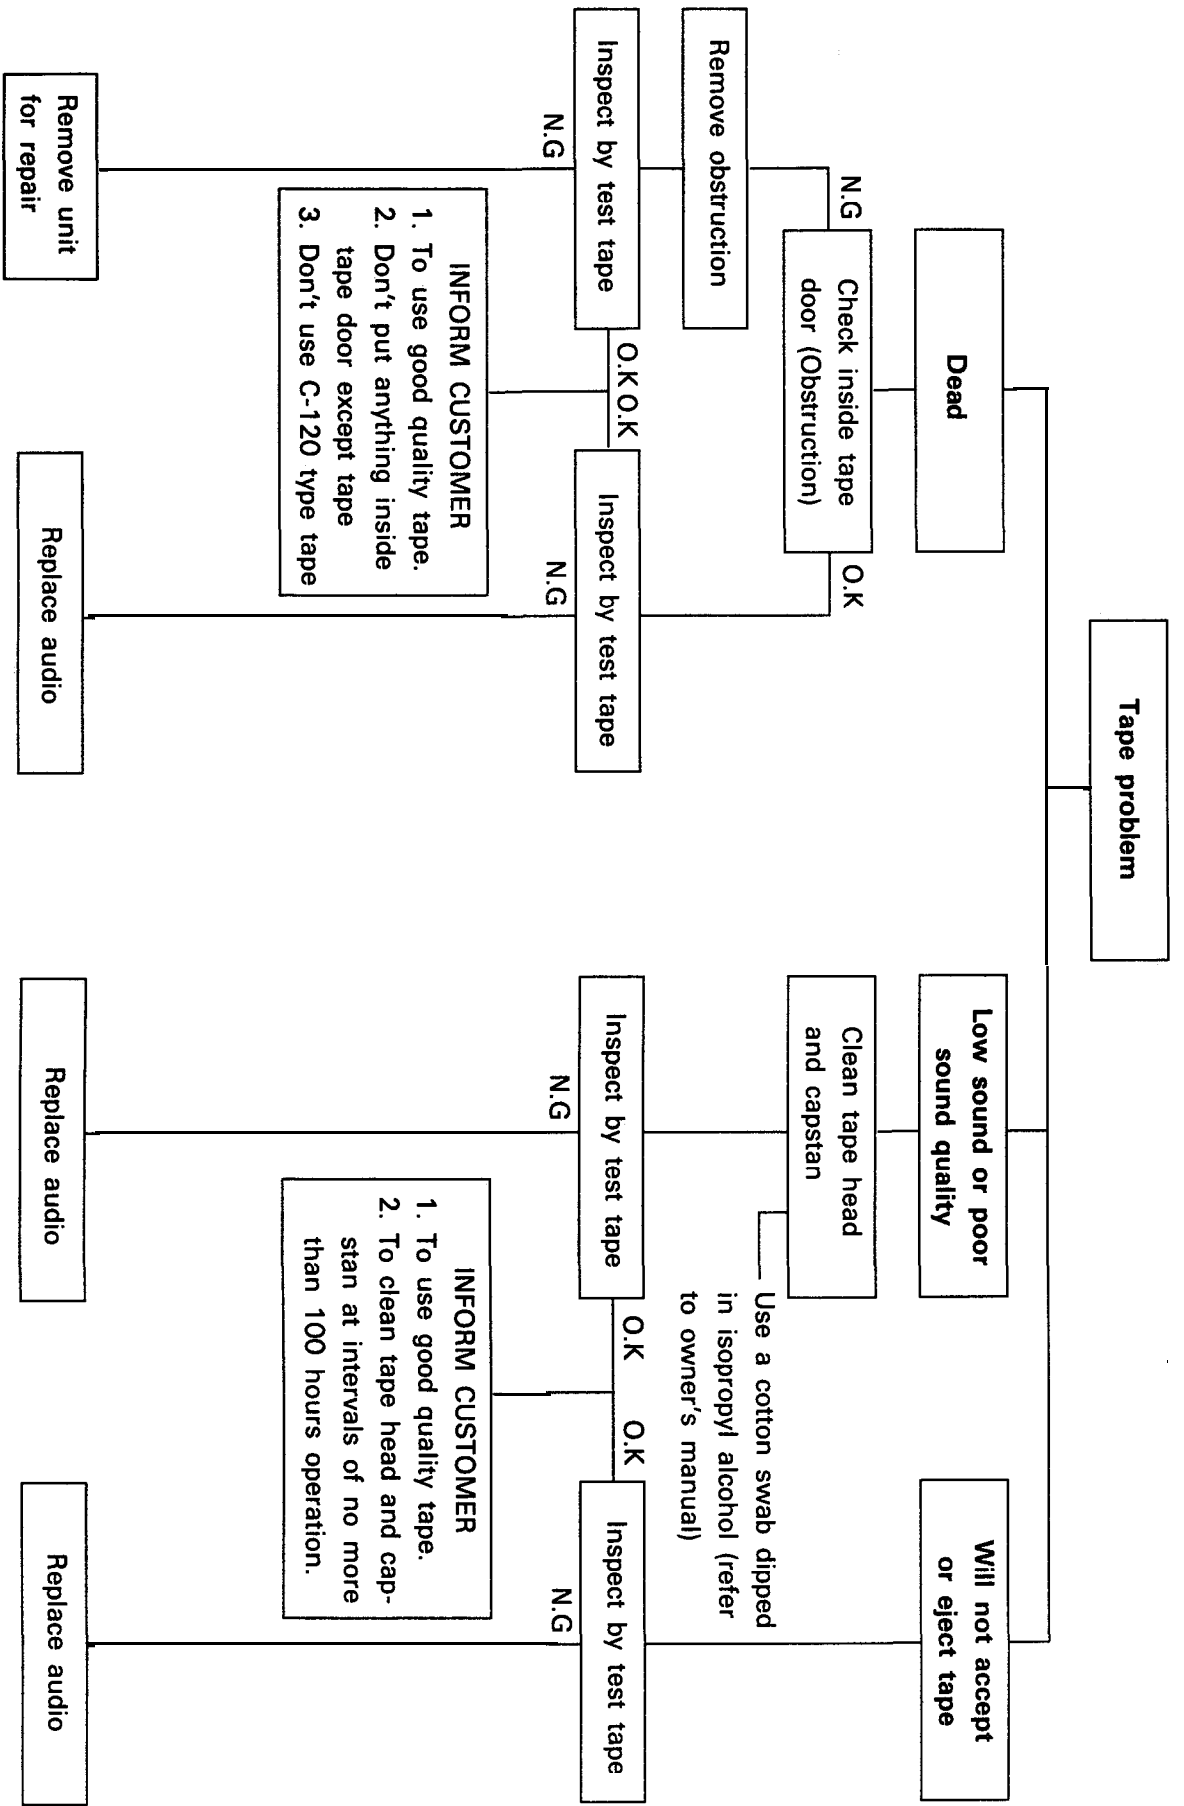 Tape problem
Dead
Check inside tape
door (Obstruction)
N.G
O.K
Remove obstruction
Inspect by test tape
O.K O.K
Inspect by test tape
N.G
N.G
INFORM CUSTOMER
1. To use good quality tape.
2. Don't put anything inside
tape door except tape
3. Don't use C-120 type tape
Remove unit
for repair
Replace audio
Low sound or poor
sound quality
Clean tape head
and capstan
Use a cotton swab dipped
in isopropyl alcohol (refer
to owner's manual)
Inspect by test tape
O.K
N.G
Replace audio
Will not accept
or eject tape
O.K
Inspect by test tape
N.G
INFORM CUSTOMER
1. To use good quality tape.
2. To clean tape head and cap-
stan at intervals of no more
than 100 hours operation.
Replace audio